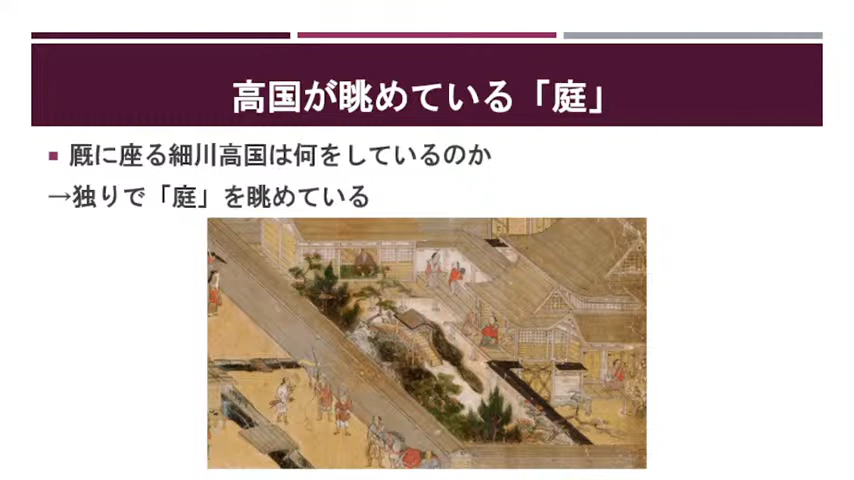 高国が眺めている「庭」
■ 厩に座る細川高国は何をしているのか
→独りで「庭」を眺めている